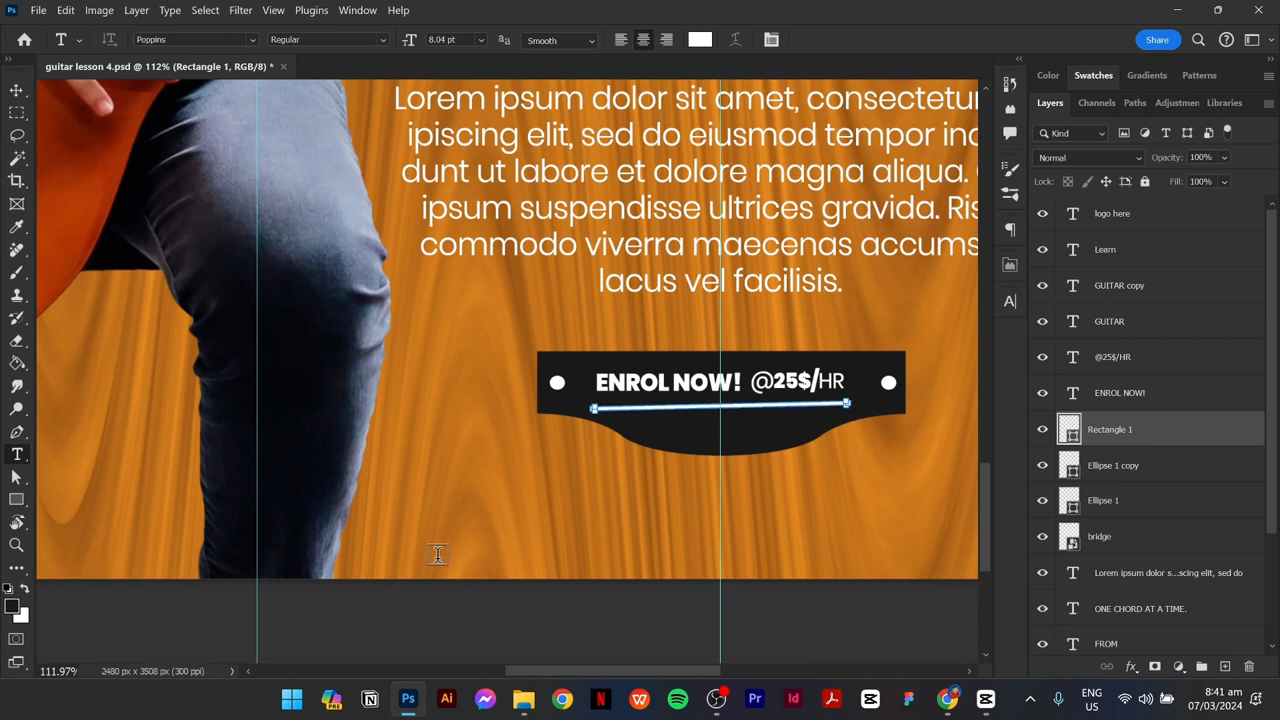 File Edit Image Layer Type Select Filter View Plugins Window Help
Poppins Regular 8.04 pt Smooth Share
guitar lesson 4.psd @ 112% (Rectangle 1, RGB/8) *
Color Swatches Gradients Patterns
Layers Channels Paths Adjustmen Libraries
Kind
Normal Opacity: 100%
Lock: Fill: 100%
logo here
Learn
GUITAR copy
GUITAR
@25$/HR
ENROL NOW!
Rectangle 1
Ellipse 1 copy
Ellipse 1
bridge
Lorem ipsum dolor s...scing elit, sed do
ONE CHORD AT A TIME.
FROM
Lorem ipsum dolor sit amet, consectetur
ipiscing elit, sed do eiusmod tempor inc
dunt ut labore et dolore magna aliqua.
ipsum suspendisse ultrices gravida. Ris
commodo viverra maecenas accums
lacus vel facilisis.
ENROL NOW! @25$/HR
111.97% 2480 px x 3508 px (300 ppi)
ENG
US
8:41 am
07/03/2024